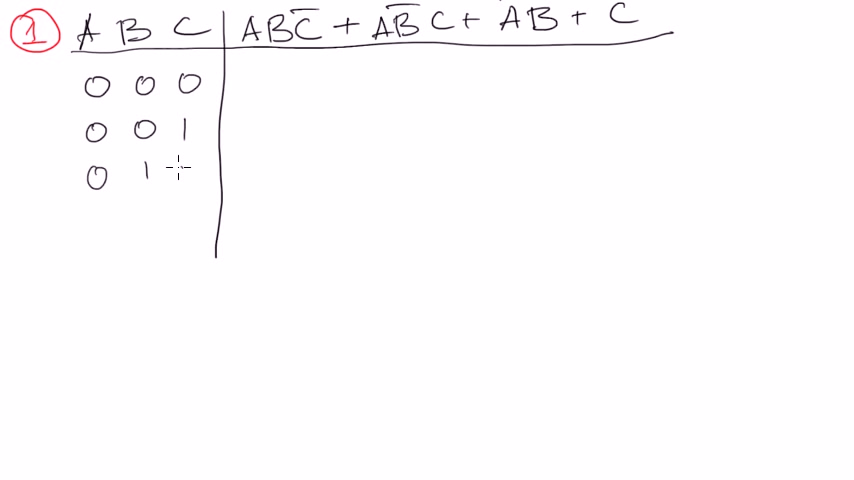 ① A B C | ABC̅ + AB̅C + AB + C
0 0 0
0 0 1
0 1